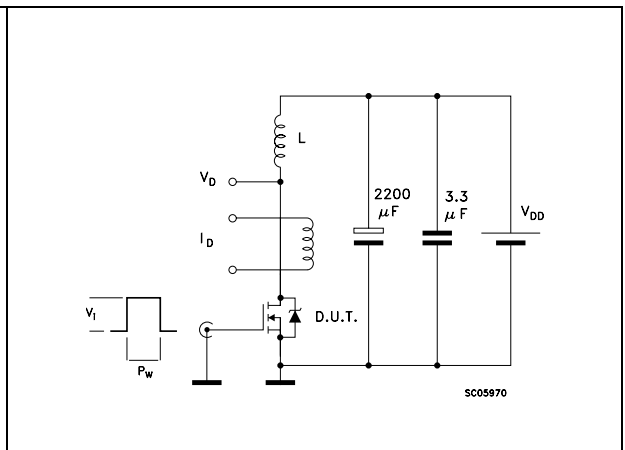 L
V_D
2200
μF
3.3
μF
V_DD
I_D
V_i
D.U.T.
P_W
SC05970